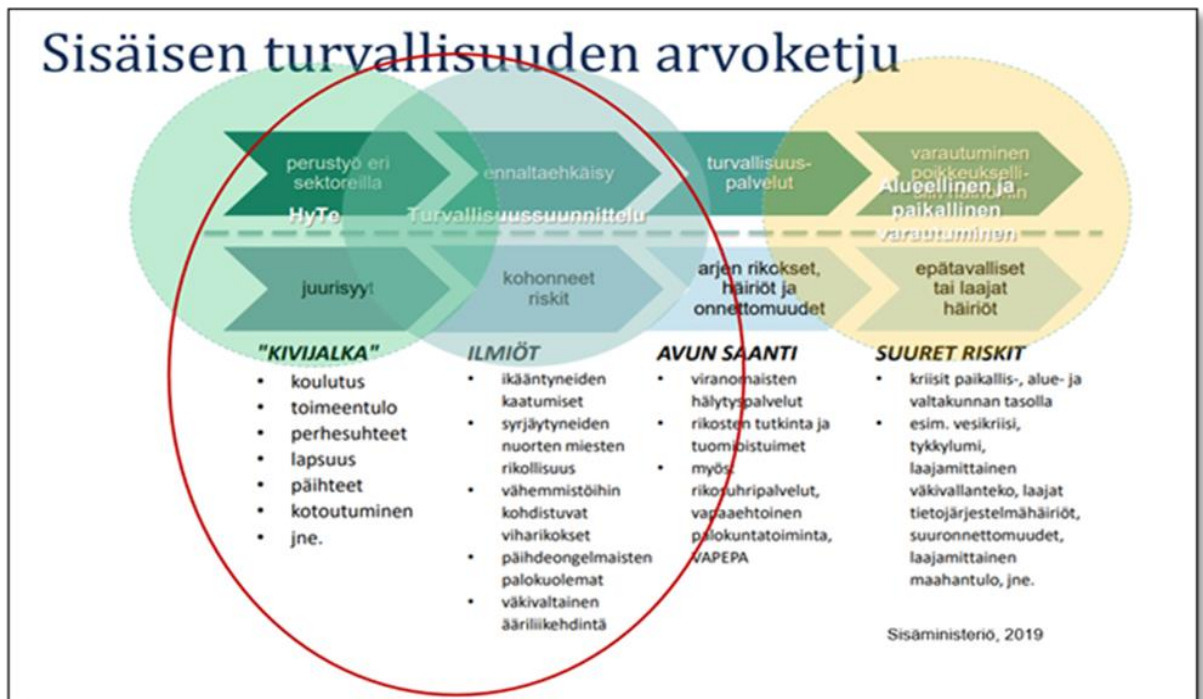 Sisäisen turvallisuuden arvoketju
perustyö eri
sektoreilla
HyTe
ennaltaehkäisy
Turvallisuussuunnittelu
turvallisuus-
palvelut
varautuminen
poikkeukselli-
Alueellinen ja
paikallinen
varautuminen
juurisyyt
kohonneet
riskit
arjen rikokset,
häiriöt ja
onnettomuudet
epätavalliset
tai laajat
häiriöt
"KIVIJALKA"
• koulutus
• toimeentulo
• perhesuhteet
• lapsuus
• päihteet
• kotoutuminen
• jne.
ILMIÖT
• ikääntyneiden
kaatumiset
• syrjäytyneiden
nuorten miesten
rikollisuus
• vähemmistöihin
kohdistuvat
viharikokset
• päihdeongelmaisten
palokuolemat
• väkivaltainen
ääriliikehdintä
AVUN SAANTI
• viranomaisten
hälytyspalvelut
• rikosten tutkinta ja
tuomioistuimet
• myös:
rikosuhripalvelut,
vapaaehtoinen
palokuntatoiminta,
VAPEPA
SUURET RISKIT
• kriisit paikallis-, alue- ja
valtakunnan tasolla
• esim. vesikriisi,
tykkylumi,
laajamittainen
väkivallanteko, laajat
tietojärjestelmähäiriöt,
suuronnettomuudet,
laajamittainen
maahantulo, jne.
Sisäministeriö, 2019